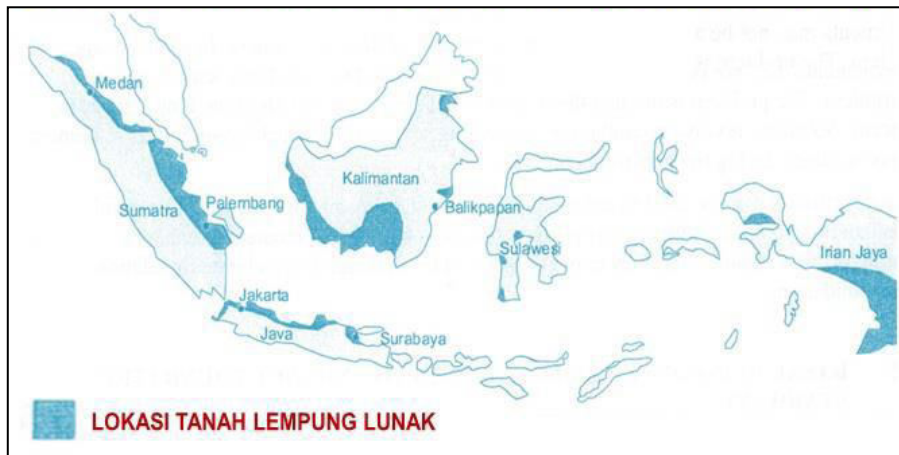 Medan
Kalimantan
Palembang
Sumatra
Balikpapan
Sulawesi
Irian Jaya
Jakarta
Java
Surabaya
LOKASI TANAH LEMPUNG LUNAK